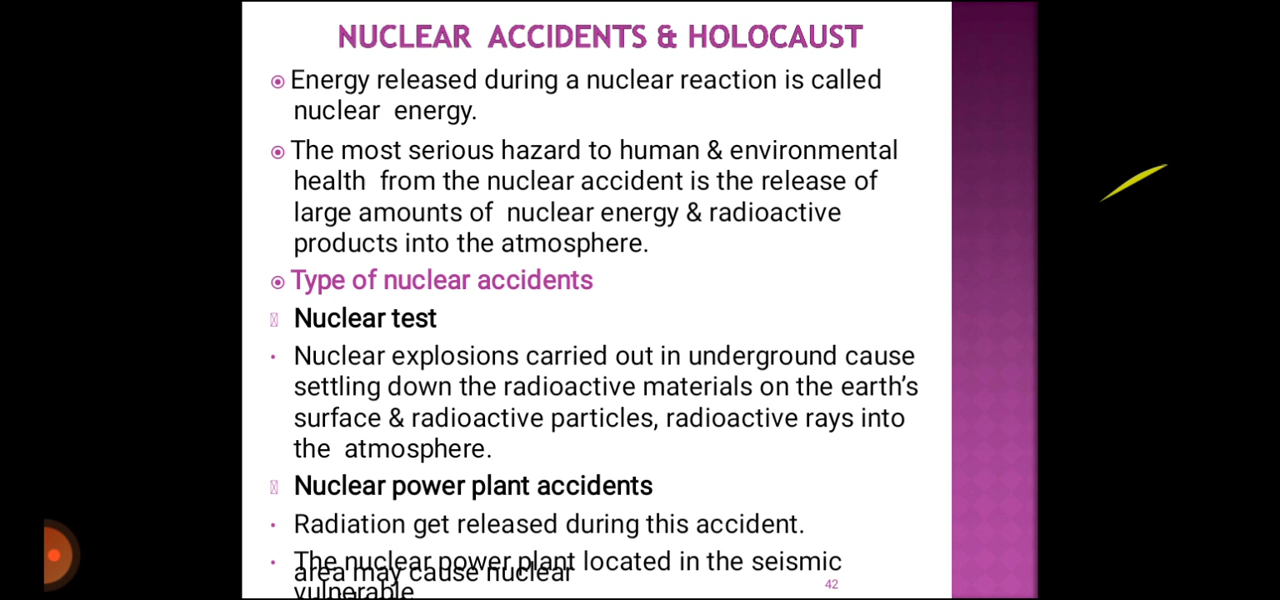 NUCLEAR ACCIDENTS & HOLOCAUST
Energy released during a nuclear reaction is called
nuclear energy.
The most serious hazard to human & environmental
health from the nuclear accident is the release of
large amounts of nuclear energy & radioactive
products into the atmosphere.
Type of nuclear accidents
Nuclear test
Nuclear explosions carried out in underground cause
settling down the radioactive materials on the earth’s
surface & radioactive particles, radioactive rays into
the atmosphere.
Nuclear power plant accidents
Radiation get released during this accident.
The nuclear power plant located in the seismic
area may cause nuclear
vulnerable
42